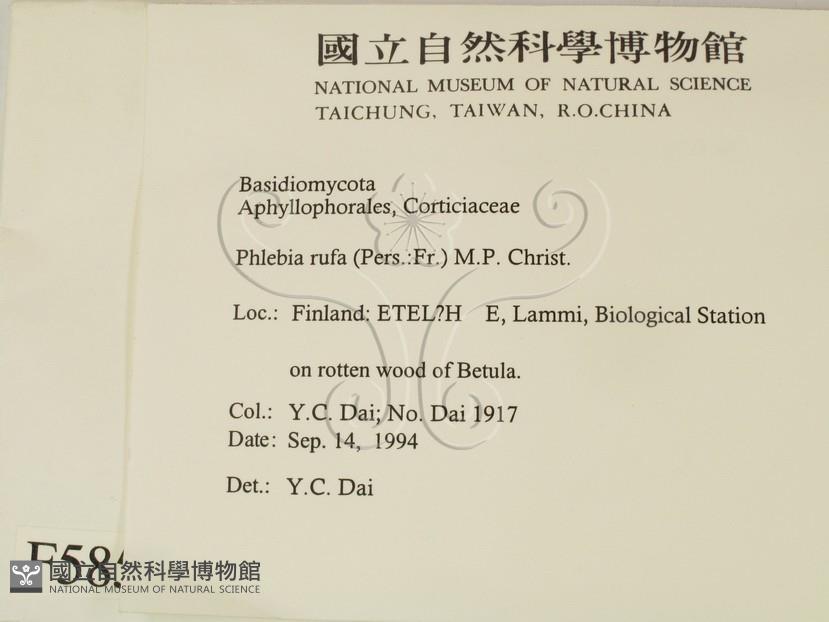 國立自然科學博物館
NATIONAL MUSEUM OF NATURAL SCIENCE
TAICHUNG, TAIWAN, R.O.CHINA
Basidiomycota
Aphyllophorales, Corticiaceae
Phlebia rufa (Pers.:Fr.) M.P. Christ.
Loc.: Finland: ETEL?H E, Lammi, Biological Station
on rotten wood of Betula.
Col.: Y.C. Dai; No. Dai 1917
Date: Sep. 14, 1994
Det.: Y.C. Dai
國立自然科學博物館
NATIONAL MUSEUM OF NATURAL SCIENCE